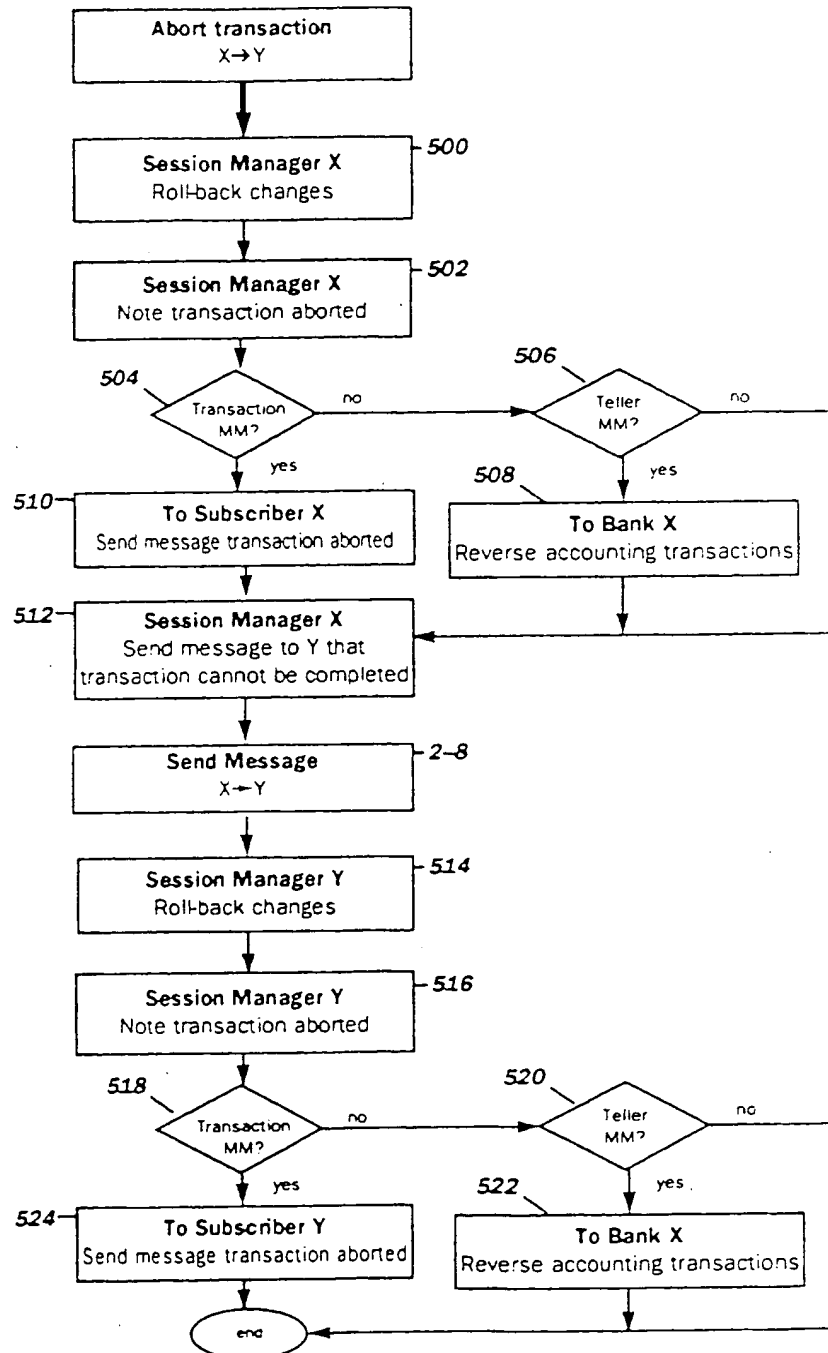 Abort transaction
X→Y
500
Session Manager X
Roll-back changes
502
Session Manager X
Note transaction aborted
504
Transaction
MM?
no
yes
506
Teller
MM?
no
yes
510
To Subscriber X
Send message transaction aborted
508
To Bank X
Reverse accounting transactions
512
Session Manager X
Send message to Y that
transaction cannot be completed
2-8
Send Message
X→Y
514
Session Manager Y
Roll-back changes
516
Session Manager Y
Note transaction aborted
518
Transaction
MM?
no
yes
520
Teller
MM?
no
yes
524
To Subscriber Y
Send message transaction aborted
522
To Bank X
Reverse accounting transactions
end